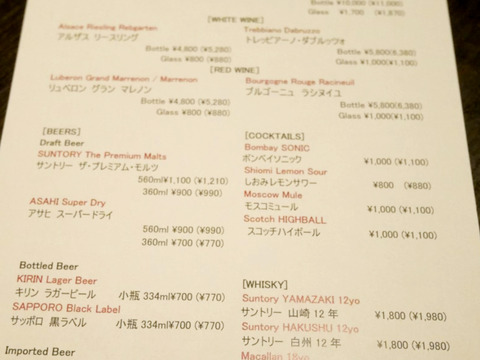 Bottle ¥10,000 (¥11,000)
Glass ¥1,700 (¥1,870)
[WHITE WINE]
Alsace Riesling Rebgarten
アルザス リースリング
Bottle ¥4,800 (¥5,280)
Glass ¥800 (¥880)
Trebbiano Dabruzzo
トレッビアーノ・ダブルッツォ
Bottle ¥5,800(6,380)
Glass ¥1,000(¥1,100)
[RED WINE]
Luberon Grand Marrenon / Marrenon
リュベロン グラン マレノン
Bottle ¥4,800 (¥5,280)
Glass ¥800 (¥880)
Bourgogne Rouge Racineuil
ブルゴーニュ ラシヌイユ
Bottle ¥5,800(6,380)
Glass ¥1,000(¥1,100)
[BEERS]
Draft Beer
SUNTORY The Premium Malts
サントリー ザ・プレミアム・モルツ
560ml¥1,100 (¥1,210)
360ml ¥900 (¥990)
ASAHI Super Dry
アサヒ スーパードライ
560ml ¥900 (¥990)
360ml ¥700 (¥770)
Bottled Beer
KIRIN Lager Beer
キリン ラガービール 小瓶 334ml¥700 (¥770)
SAPPORO Black Label
サッポロ 黒ラベル 小瓶 334ml¥700 (¥770)
Imported Beer
[COCKTAILS]
Bombay SONIC
ボンベイソニック ¥1,000 (¥1,100)
Shiomi Lemon Sour
しおみレモンサワー ¥800 (¥880)
Moscow Mule
モスコミュール ¥1,000 (¥1,100)
Scotch HIGHBALL
スコッチハイボール ¥1,000 (¥1,100)
[WHISKY]
Suntory YAMAZAKI 12yo
サントリー 山崎 12 年 ¥1,800 (¥1,980)
Suntory HAKUSHU 12yo
サントリー 白州 12 年 ¥1,800 (¥1,980)
Macallan 18yo